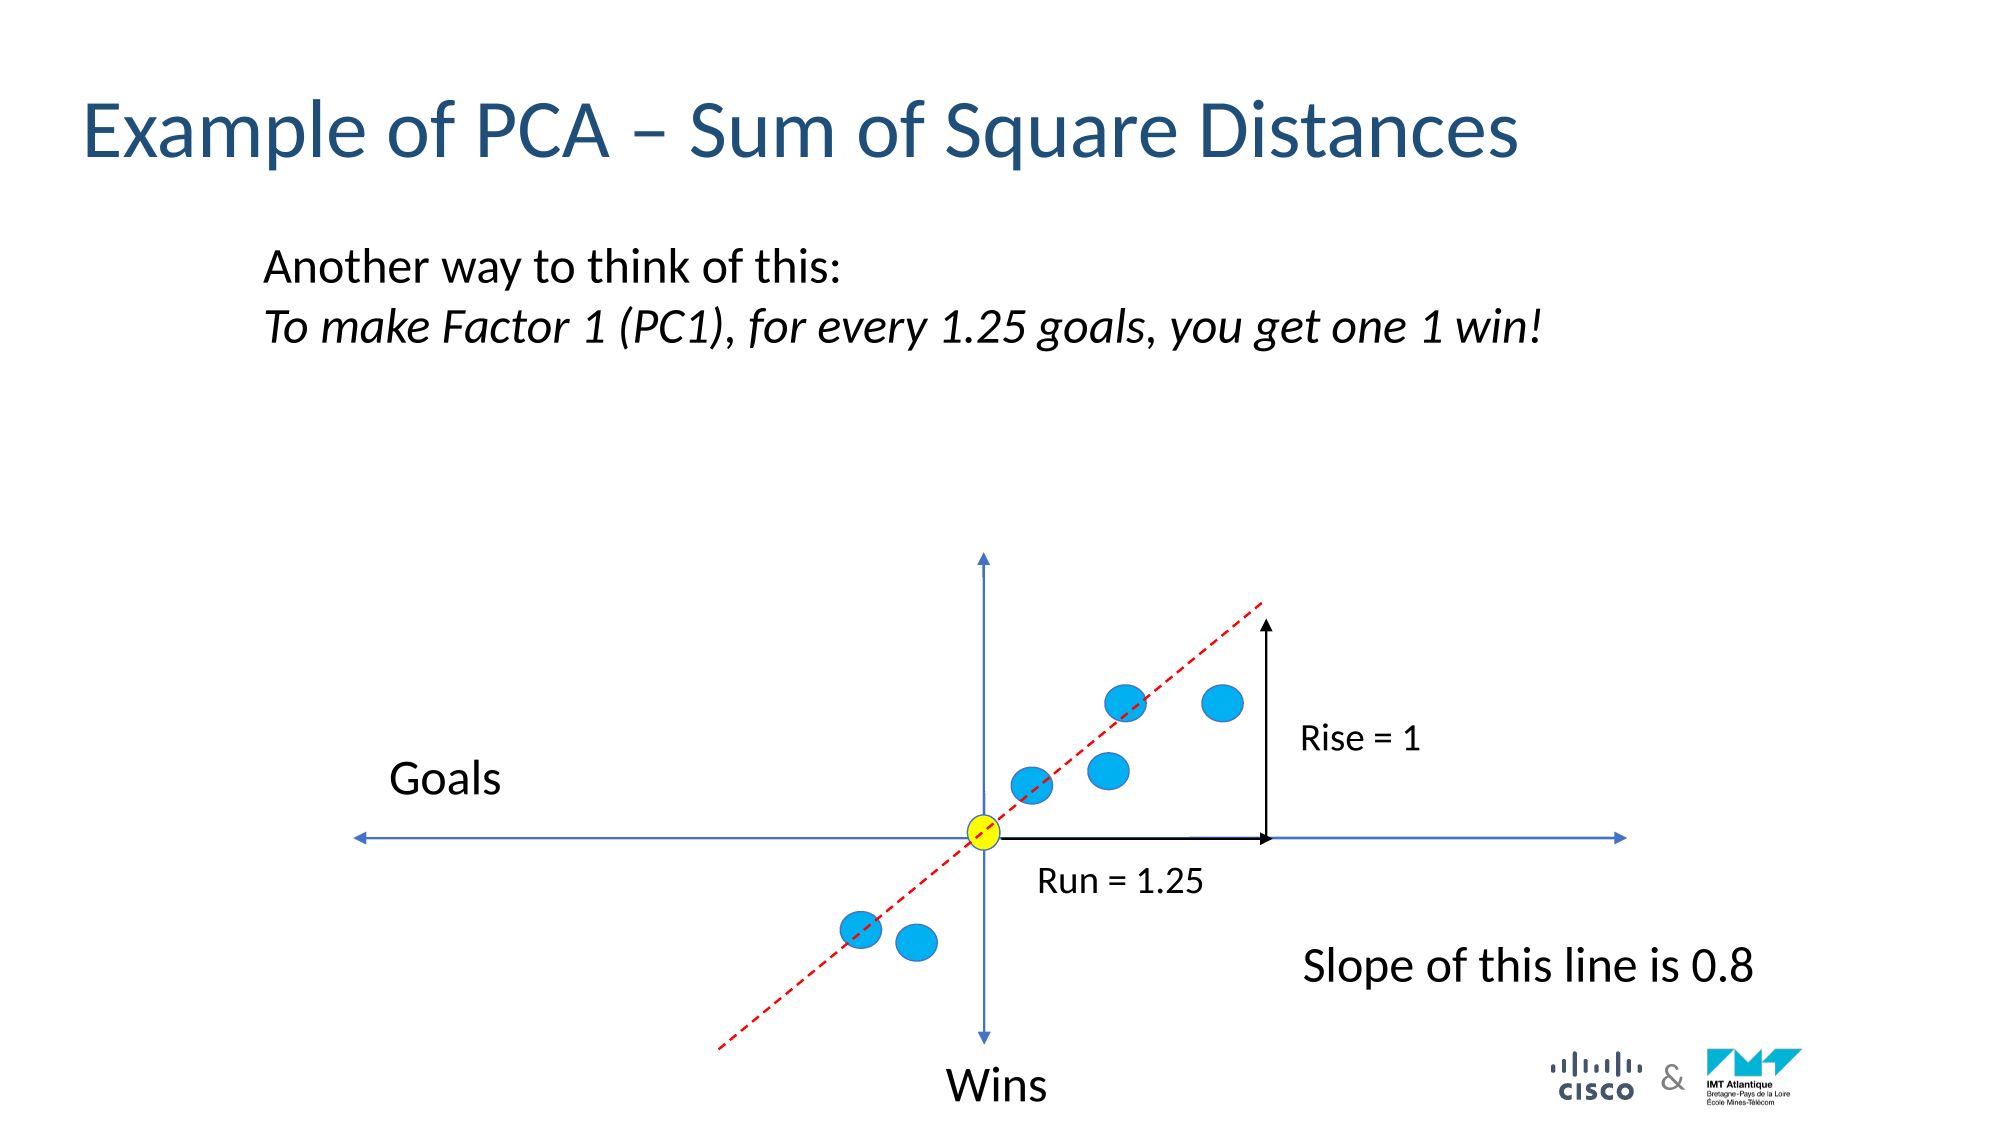 Example of PCA – Sum of Square Distances
Another way to think of this:
To make Factor 1 (PC1), for every 1.25 goals, you get one 1 win!
Rise = 1
Goals
Run = 1.25
Slope of this line is 0.8
Wins
CISCO & IMT Atlantique
Bretagne-Pays de la Loire
École Mines-Télécom